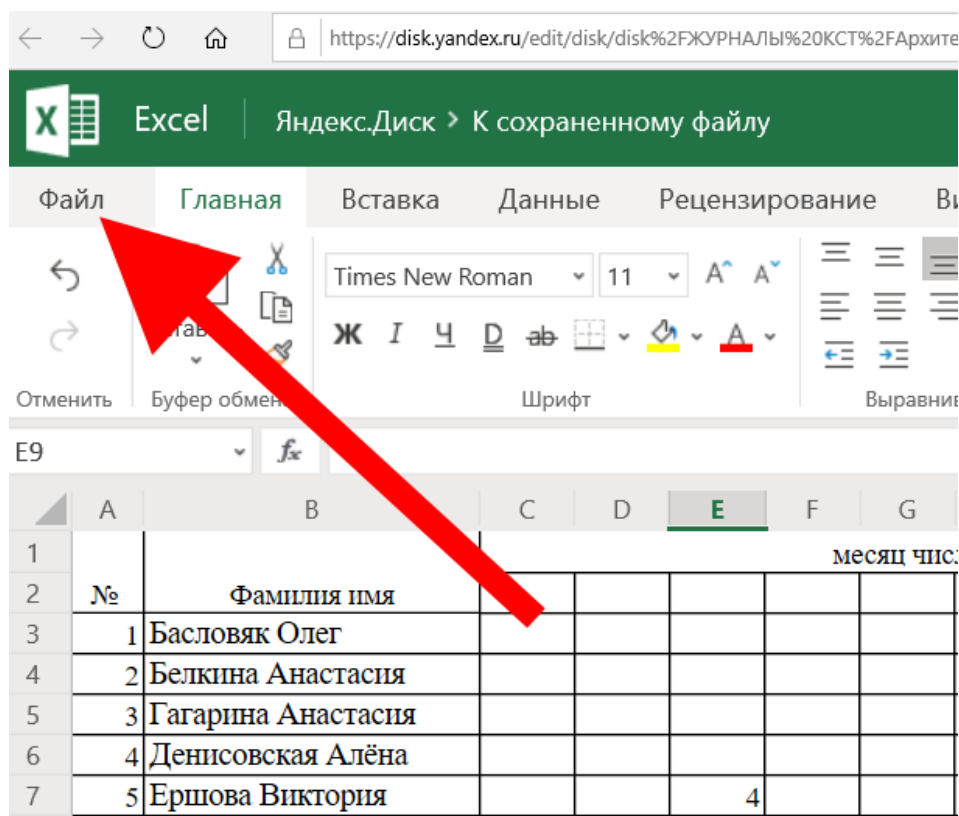 https://disk.yandex.ru/edit/disk/disk%2FЖУРНАЛЫ%20КСТ%2FАрхите
X Excel Яндекс.Диск > К сохраненному файлу
Файл Главная Вставка Данные Рецензирование Ви
Times New Roman 11 A A
Ж I Ч D ab A
Отменить Буфер обмен Шрифт Выравнив
E9 fx
A B C D E F G
1 месяц чис
2 № Фамилия имя
3 1 Басловяк Олег
4 2 Белкина Анастасия
5 3 Гагарина Анастасия
6 4 Денисовская Алёна
7 5 Ершова Виктория 4